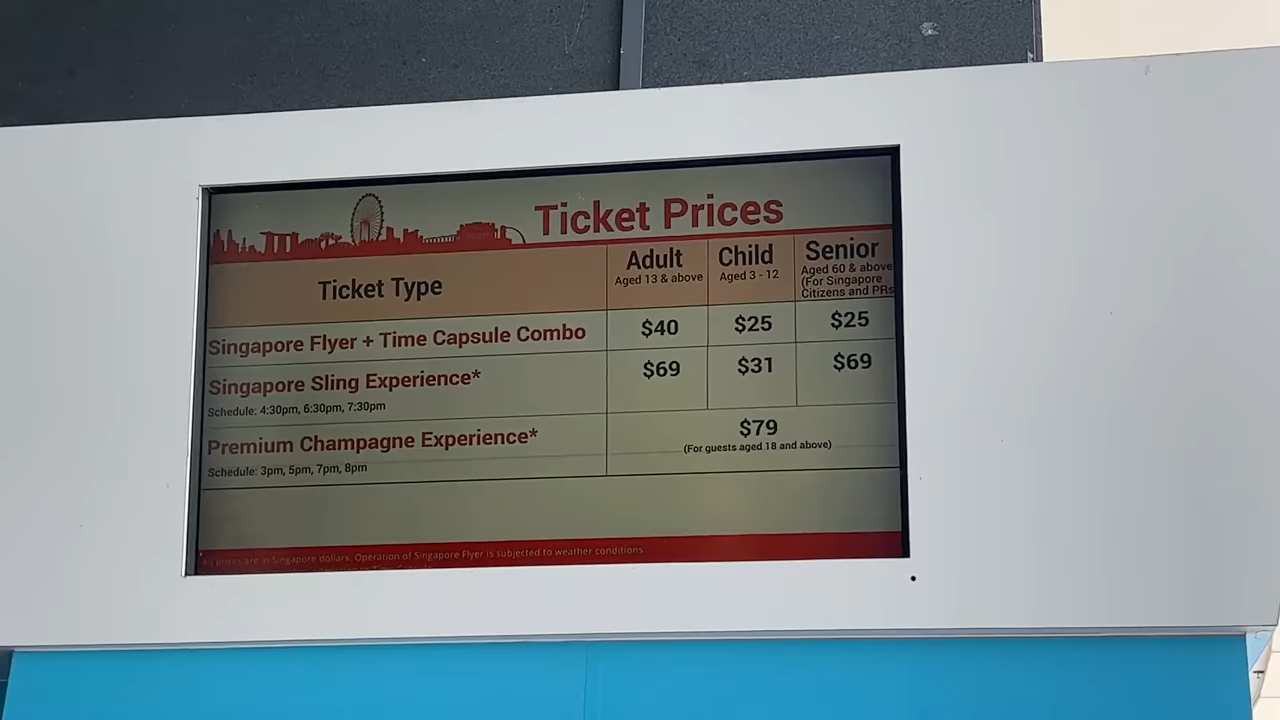 Ticket Prices
Ticket Type
Adult
Aged 13 & above
Child
Aged 3 - 12
Senior
Aged 60 & above
(For Singapore
Citizens and PRs
Singapore Flyer + Time Capsule Combo
$40
$25
$25
Singapore Sling Experience*
Schedule: 4:30pm, 6:30pm, 7:30pm
$69
$31
$69
Premium Champagne Experience*
Schedule: 3pm, 5pm, 7pm, 8pm
$79
(For guests aged 18 and above)
prices are in Singapore dollars. Operation of Singapore Flyer is subjected to weather conditions